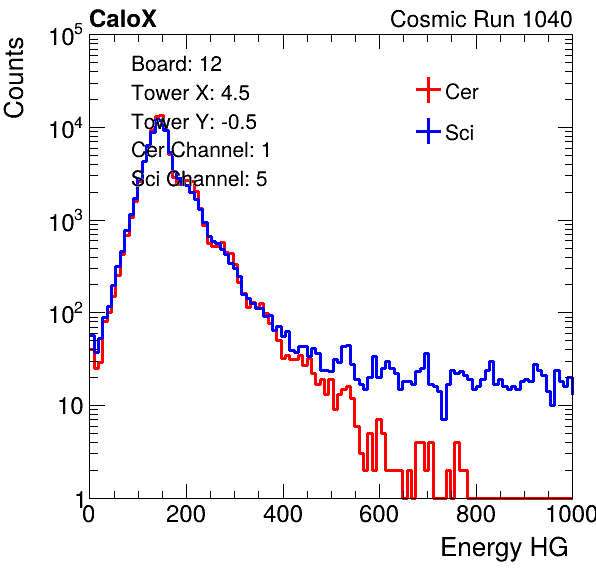 CaloX Cosmic Run 1040
Counts
Board: 12
Tower X: 4.5
Tower Y: -0.5
Cer Channel: 1
Sci Channel: 5
Cer
Sci
10^5
10^4
10^3
10^2
10
1
0 200 400 600 800 1000
Energy HG